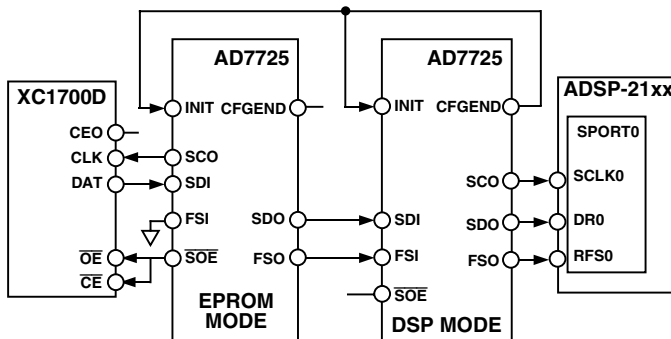 XC1700D
CEO
CLK
DAT
OE
CE
AD7725
INIT
CFGEND
SCO
SDI
FSI
SDO
SOE
FSO
EPROM
MODE
AD7725
INIT
CFGEND
SCO
SDI
SDO
FSI
FSO
SOE
DSP MODE
ADSP-21xx
SPORT0
SCLK0
DR0
RFS0